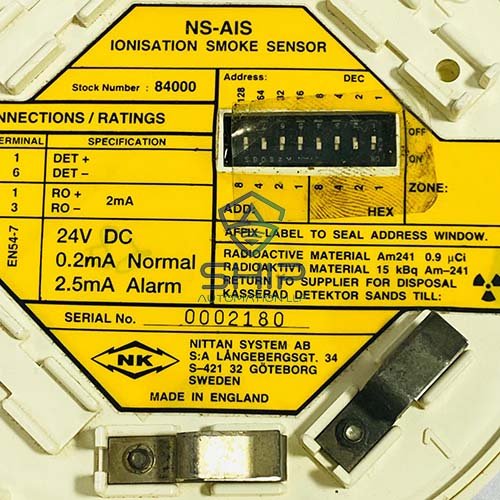 NS-AIS
IONISATION SMOKE SENSOR
Stock Number : 84000
Address: DEC
128 64 32 16 8 4 2 1
OFF
ON
8 4 2 1 8 4 2 1
ZONE:
ADD. HEX
NNECTIONS / RATINGS
TERMINAL SPECIFICATION
1 DET +
6 DET –
1 RO +
3 RO – 2mA
EN54-7
24V DC
0.2mA Normal
2.5mA Alarm
AFFIX LABEL TO SEAL ADDRESS WINDOW.
RADIOACTIVE MATERIAL Am241 0.9 µCi
RADIOAKTIV MATERIAL 15 kBq Am–241
RETURN TO SUPPLIER FOR DISPOSAL
KASSERAD DETEKTOR SANDS TILL:
SHIP
AUTOMATION LLP
SERIAL No. 0002180
NK
NITTAN SYSTEM AB
S:A LÅNGEBERGSGT. 34
S–421 32 GÖTEBORG
SWEDEN
MADE IN ENGLAND